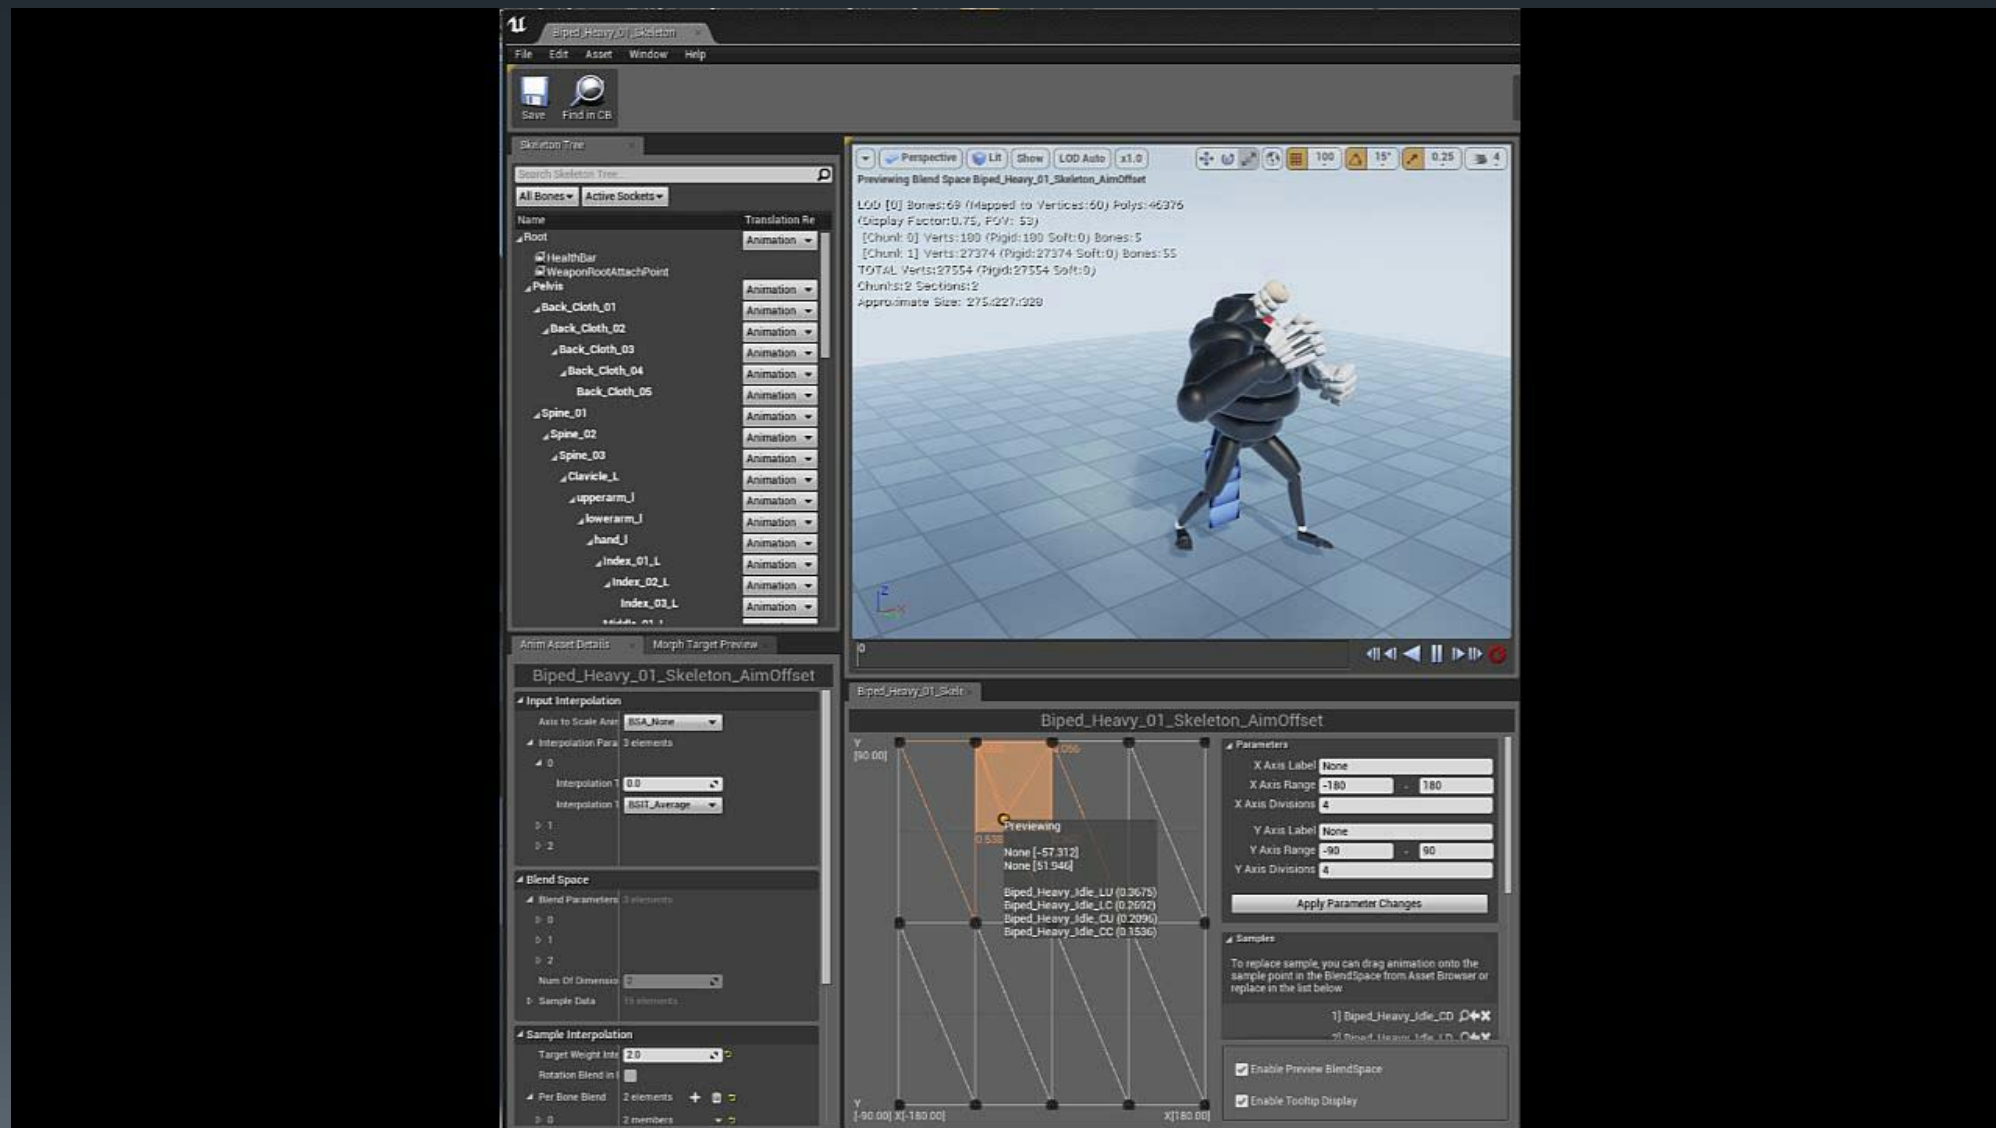 Biped_Heavy_01_Skeleton
File Edit Asset Window Help
Save Find in CB
Skeleton Tree
Search Skeleton Tree...
All Bones Active Sockets
Name Translation Re
Root Animation
HealthBar
WeaponRootAttachPoint
Pelvis Animation
Back_Cloth_01 Animation
Back_Cloth_02 Animation
Back_Cloth_03 Animation
Back_Cloth_04 Animation
Back_Cloth_05 Animation
Spine_01 Animation
Spine_02 Animation
Spine_03 Animation
Clavicle_L Animation
upperarm_l Animation
lowerarm_l Animation
hand_l Animation
Index_01_L Animation
Index_02_L Animation
Index_03_L Animation
Perspective Lit Show LOD Auto x1.0 100 15° 0.25 4
Previewing Blend Space Biped_Heavy_01_Skeleton_AimOffset
LOD [0] Bones:69 (Mapped to Vertices:60) Polys:46376
(Display Factor:0.75, FOV: 53)
[Chunk 0] Verts:180 (Rigid:180 Soft:0) Bones:5
[Chunk 1] Verts:27374 (Rigid:27374 Soft:0) Bones:55
TOTAL Verts:27554 (Rigid:27554 Soft:0)
Chunks:2 Sections:2
Approximate Size: 275x227x328
Z
X
0
Anim Asset Details Morph Target Preview
Biped_Heavy_01_Skeleton_AimOffset
Input Interpolation
Axis to Scale Anim BSA_None
Interpolation Para 3 elements
0
Interpolation T 0.0
Interpolation T BSIT_Average
1
2
Blend Space
Blend Parameters 3 elements
0
1
2
Num Of Dimensio 2
Sample Data 15 elements
Sample Interpolation
Target Weight Inte 2.0
Rotation Blend in
Per Bone Blend 2 elements
0 2 members
Biped_Heavy_01_Skele
Biped_Heavy_01_Skeleton_AimOffset
Y
[90.00]
0.538
Previewing
None [-57.312]
None [51.946]
Biped_Heavy_Idle_LU (0.3675)
Biped_Heavy_Idle_LC (0.2692)
Biped_Heavy_Idle_CU (0.2096)
Biped_Heavy_Idle_CC (0.1536)
Y
[-90.00] X[-180.00] X[180.00]
Parameters
X Axis Label None
X Axis Range -180 - 180
X Axis Divisions 4
Y Axis Label None
Y Axis Range -90 - 90
Y Axis Divisions 4
Apply Parameter Changes
Samples
To replace sample, you can drag animation onto the
sample point in the BlendSpace from Asset Browser or
replace in the list below
1] Biped_Heavy_Idle_CD
2] Biped_Heavy_Idle_LD
Enable Preview BlendSpace
Enable Tooltip Display